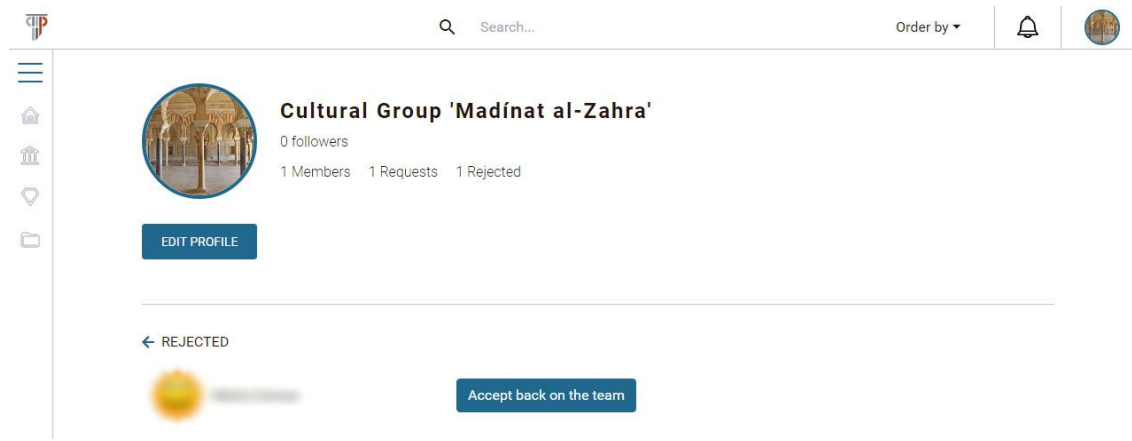 Search...
Order by
Cultural Group 'Madínat al-Zahra'
0 followers
1 Members 1 Requests 1 Rejected
EDIT PROFILE
REJECTED
Accept back on the team